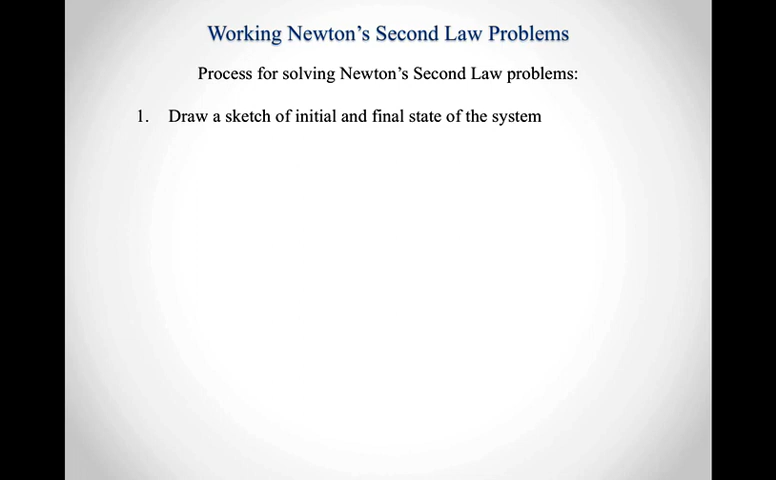 Working Newton’s Second Law Problems
Process for solving Newton’s Second Law problems:
1. Draw a sketch of initial and final state of the system